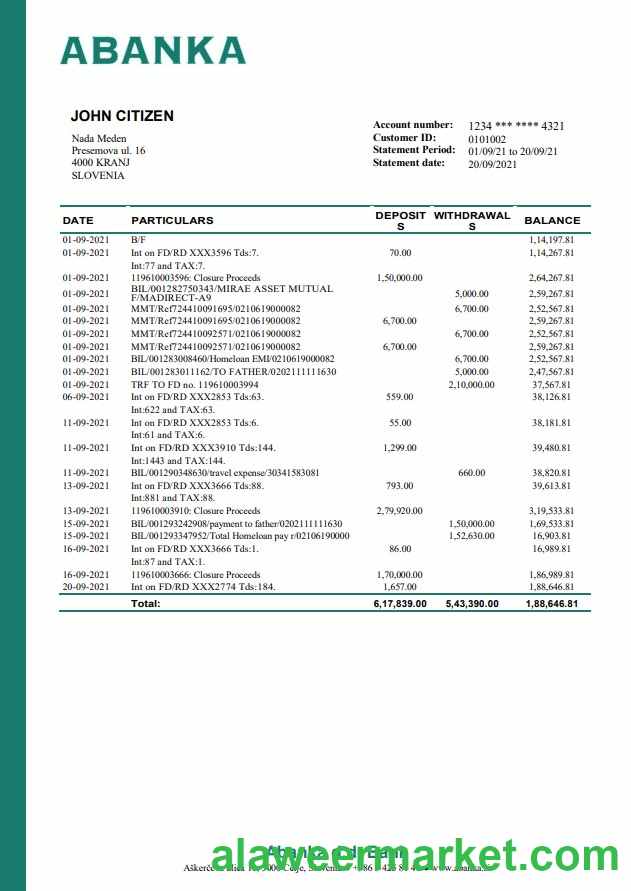 ABANKA
JOHN CITIZEN
Nada Meden
Presemova ul. 16
4000 KRANJ
SLOVENIA
Account number: 1234 *** **** 4321
Customer ID: 0101002
Statement Period: 01/09/21 to 20/09/21
Statement date: 20/09/2021
DATE PARTICULARS DEPOSIT WITHDRAWAL BALANCE
S S
01-09-2021 B/F 1,14,197.81
01-09-2021 Int on FD/RD XXX3596 Tds:7. 70.00 1,14,267.81
Int:77 and TAX:7.
01-09-2021 119610003596: Closure Proceeds 1,50,000.00 2,64,267.81
BIL/001282750343/MIRAE ASSET MUTUAL
01-09-2021 F/MADIRECT-A9 5,000.00 2,59,267.81
01-09-2021 MMT/Ref724410091695/0210619000082 6,700.00 2,52,567.81
01-09-2021 MMT/Ref724410091695/0210619000082 6,700.00 2,59,267.81
01-09-2021 MMT/Ref724410092571/0210619000082 6,700.00 2,52,567.81
01-09-2021 MMT/Ref724410092571/0210619000082 6,700.00 2,59,267.81
01-09-2021 BIL/001283008460/Homeloan EMI/0210619000082 6,700.00 2,52,567.81
01-09-2021 BIL/001283011162/TO FATHER/0202111111630 5,000.00 2,47,567.81
01-09-2021 TRF TO FD no. 119610003994 2,10,000.00 37,567.81
06-09-2021 Int on FD/RD XXX2853 Tds:63. 559.00 38,126.81
Int:622 and TAX:63.
11-09-2021 Int on FD/RD XXX2853 Tds:6. 55.00 38,181.81
Int:61 and TAX:6.
11-09-2021 Int on FD/RD XXX3910 Tds:144. 1,299.00 39,480.81
Int:1443 and TAX:144.
11-09-2021 BIL/001290348630/travel expense/30341583081 660.00 38,820.81
13-09-2021 Int on FD/RD XXX3666 Tds:88. 793.00 39,613.81
Int:881 and TAX:88.
13-09-2021 119610003910: Closure Proceeds 2,79,920.00 3,19,533.81
15-09-2021 BIL/001293242908/payment to father/0202111111630 1,50,000.00 1,69,533.81
15-09-2021 BIL/001293347952/Total Homeloan pay r/02106190000 1,52,630.00 16,903.81
16-09-2021 Int on FD/RD XXX3666 Tds:1. 86.00 16,989.81
Int:87 and TAX:1.
16-09-2021 119610003666: Closure Proceeds 1,70,000.00 1,86,989.81
20-09-2021 Int on FD/RD XXX2774 Tds:184. 1,657.00 1,88,646.81
Total: 6,17,839.00 5,43,390.00 1,88,646.81
alaweermarket.com